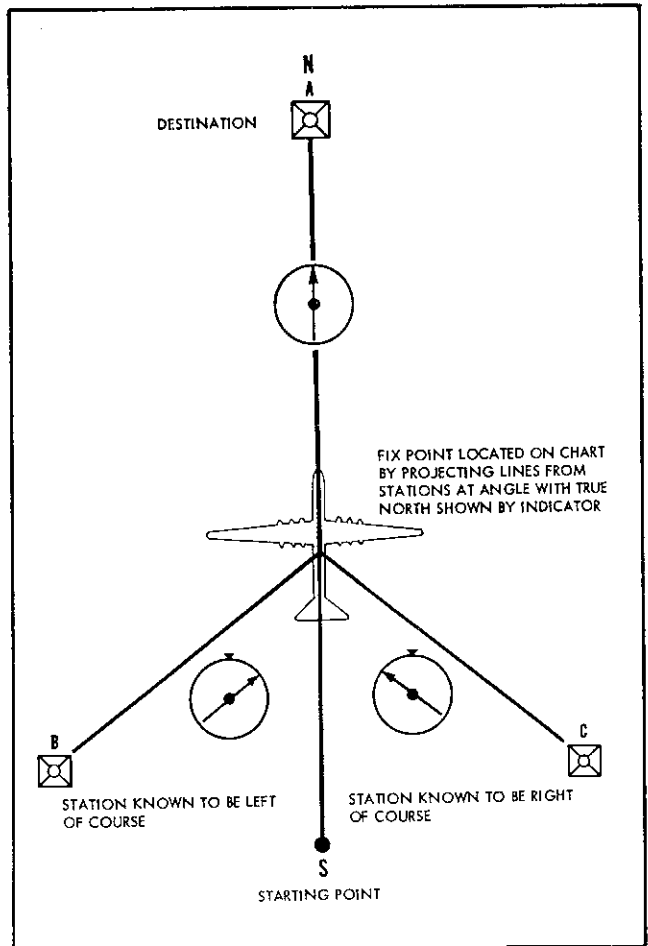 N
A
DESTINATION
FIX POINT LOCATED ON CHART
BY PROJECTING LINES FROM
STATIONS AT ANGLE WITH TRUE
NORTH SHOWN BY INDICATOR
B
C
STATION KNOWN TO BE LEFT
OF COURSE
STATION KNOWN TO BE RIGHT
OF COURSE
S
STARTING POINT